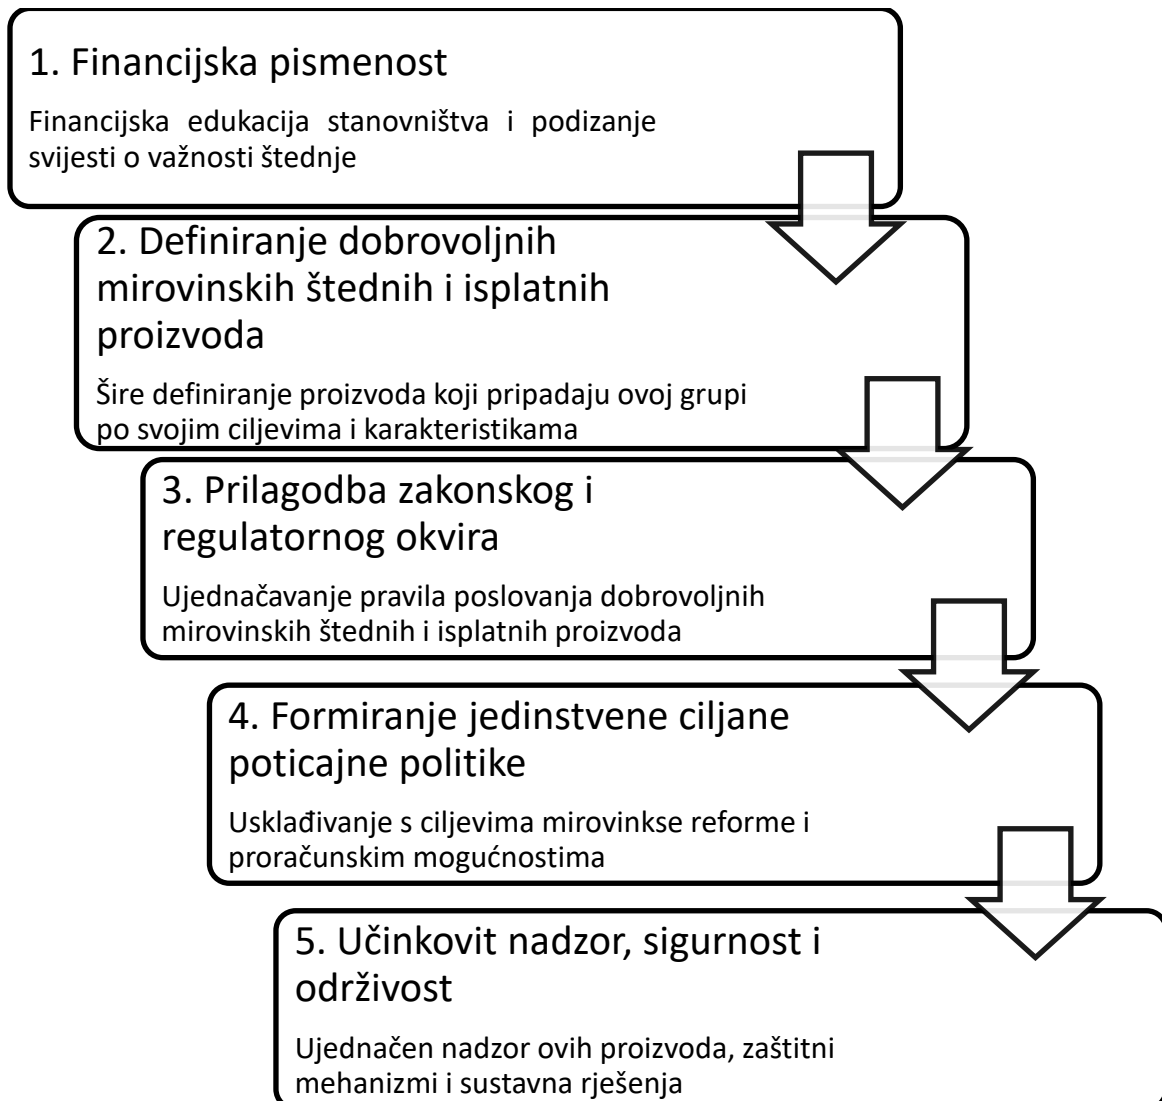 1. Financijska pismenost
Financijska edukacija stanovništva i podizanje
svijesti o važnosti štednje
2. Definiranje dobrovoljnih
mirovinskih štednih i isplatnih
proizvoda
Šire definiranje proizvoda koji pripadaju ovoj grupi
po svojim ciljevima i karakteristikama
3. Prilagodba zakonskog i
regulatornog okvira
Ujednačavanje pravila poslovanja dobrovoljnih
mirovinskih štednih i isplatnih proizvoda
4. Formiranje jedinstvene ciljane
poticajne politike
Usklađivanje s ciljevima mirovinkse reforme i
proračunskim mogućnostima
5. Učinkovit nadzor, sigurnost i
održivost
Ujednačen nadzor ovih proizvoda, zaštitni
mehanizmi i sustavna rješenja